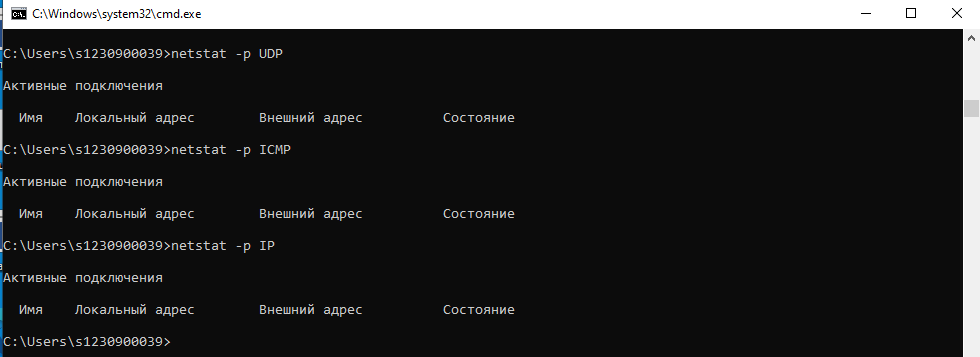 C:\Windows\system32\cmd.exe
C:\Users\s1230900039>netstat -p UDP
Активные подключения
Имя Локальный адрес Внешний адрес Состояние
C:\Users\s1230900039>netstat -p ICMP
Активные подключения
Имя Локальный адрес Внешний адрес Состояние
C:\Users\s1230900039>netstat -p IP
Активные подключения
Имя Локальный адрес Внешний адрес Состояние
C:\Users\s1230900039>